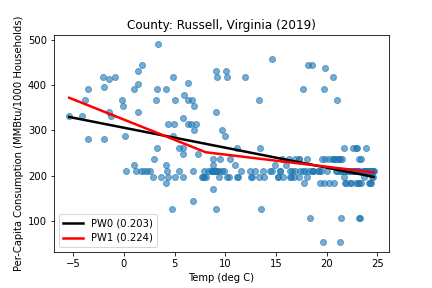 County: Russell, Virginia (2019)
Per-Capita Consumption (MMBtu/1000 Households)
500
400
300
200
100
PW0 (0.203)
PW1 (0.224)
−5
0
5
10
15
20
25
Temp (deg C)